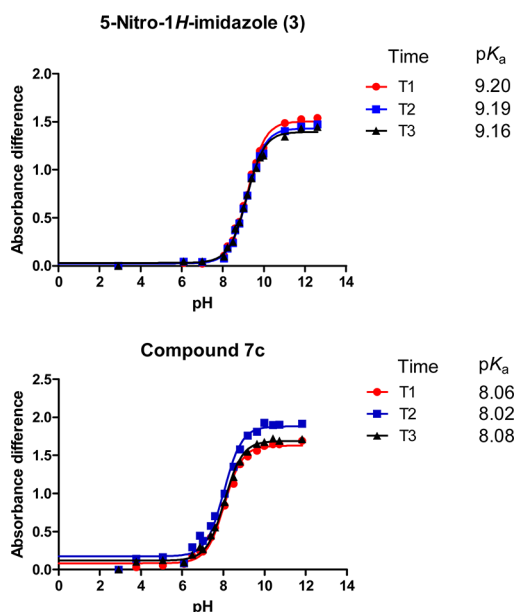 5-Nitro-1H-imidazole (3)
Time pKa
T1 9.20
T2 9.19
T3 9.16
Absorbance difference
2.0
1.5
1.0
0.5
0.0
0 2 4 6 8 10 12 14
pH
Compound 7c
Time pKa
T1 8.06
T2 8.02
T3 8.08
Absorbance difference
2.5
2.0
1.5
1.0
0.5
0.0
0 2 4 6 8 10 12 14
pH